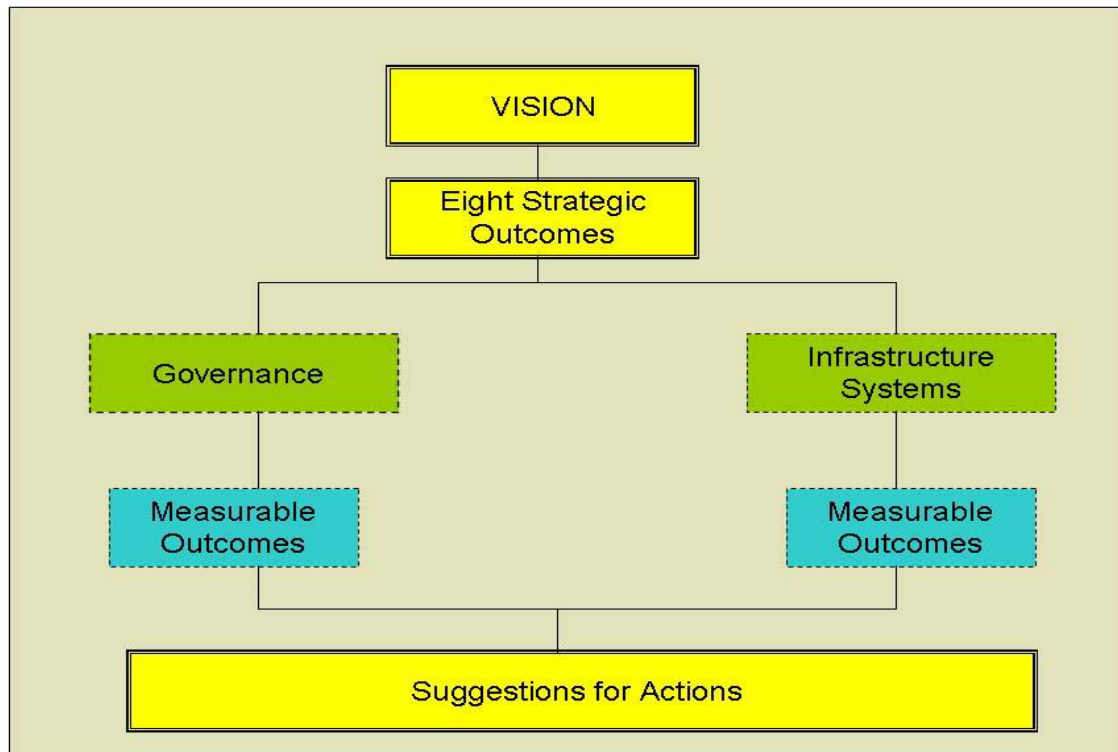 VISION
Eight Strategic
Outcomes
Governance
Infrastructure
Systems
Measurable
Outcomes
Measurable
Outcomes
Suggestions for Actions